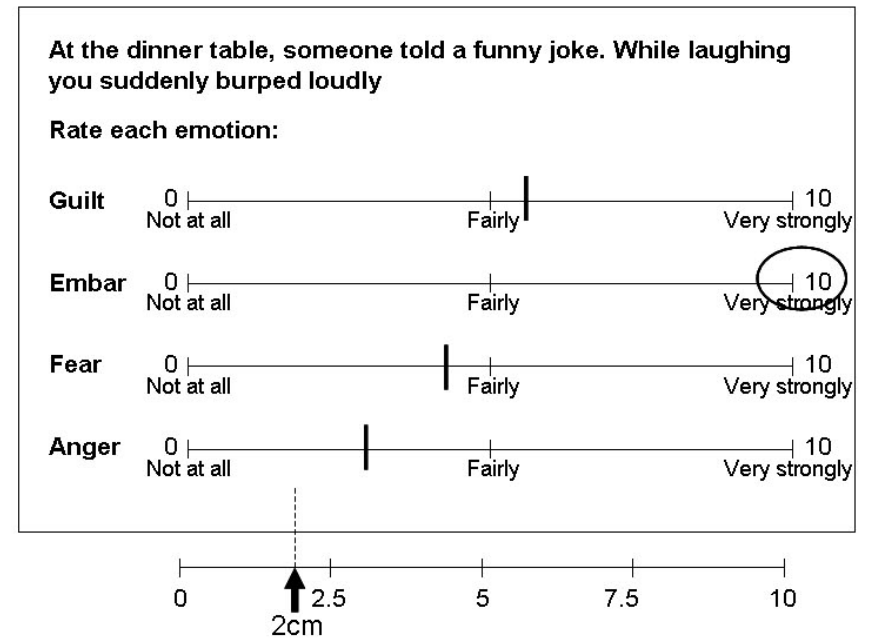 At the dinner table, someone told a funny joke. While laughing
you suddenly burped loudly
Rate each emotion:
Guilt 0 10
Not at all Fairly Very strongly
Embar 0 10
Not at all Fairly Very strongly
Fear 0 10
Not at all Fairly Very strongly
Anger 0 10
Not at all Fairly Very strongly
0 2.5 5 7.5 10
2cm